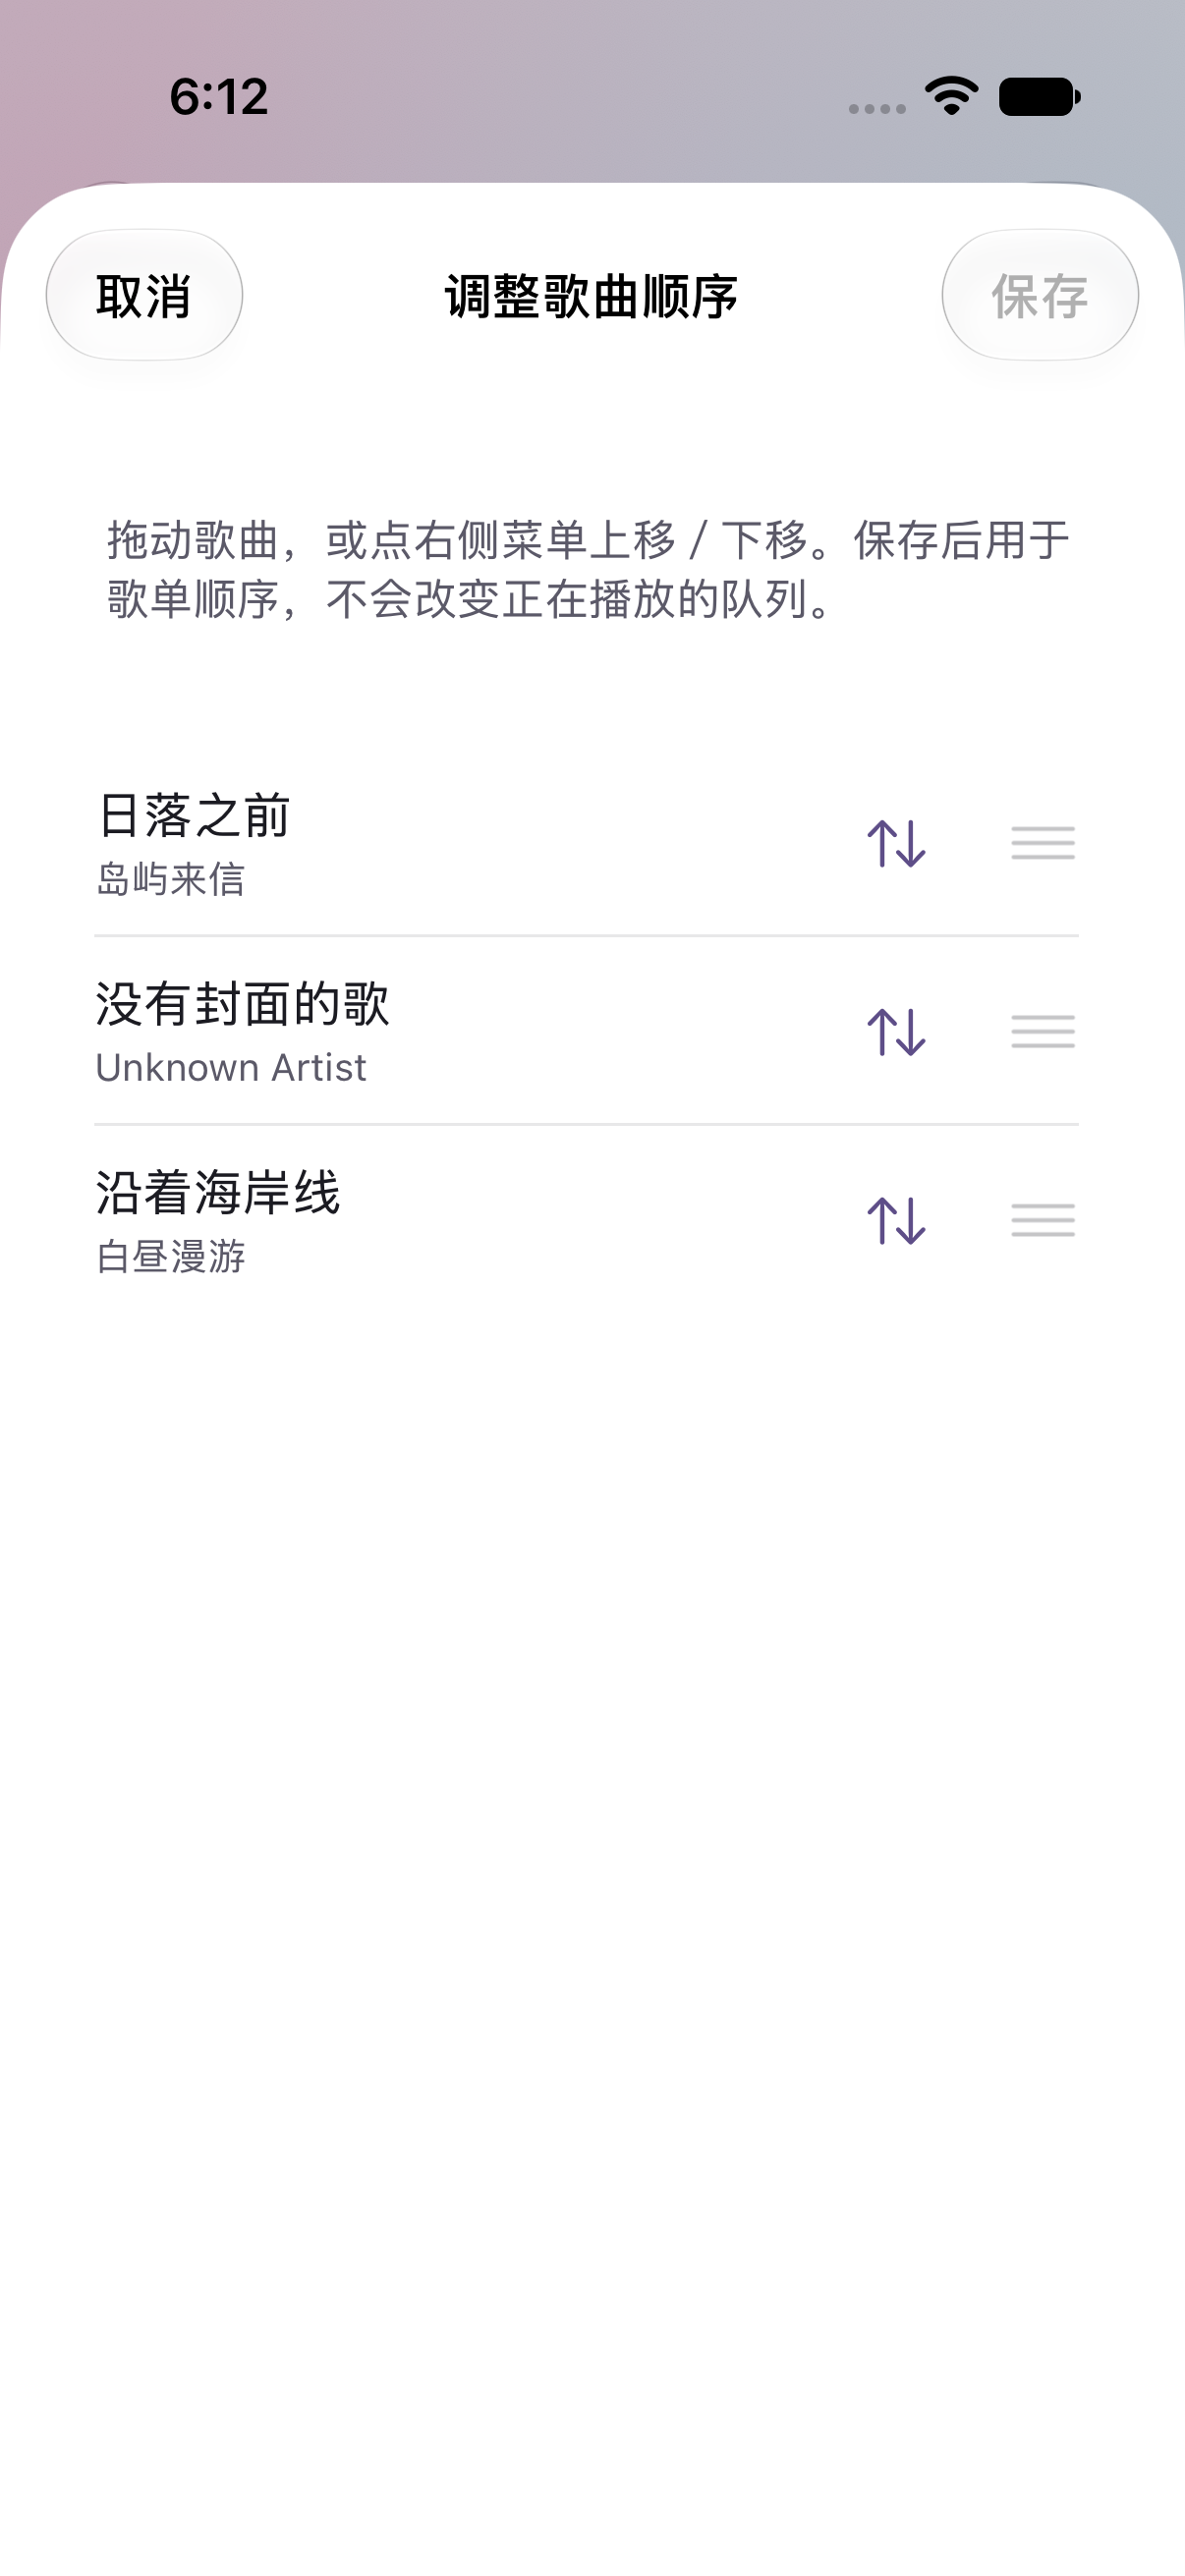 6:12
取消
调整歌曲顺序
保存
拖动歌曲，或点右侧菜单上移 / 下移。保存后用于
歌单顺序，不会改变正在播放的队列。
日落之前
岛屿来信
没有封面的歌
Unknown Artist
沿着海岸线
白昼漫游